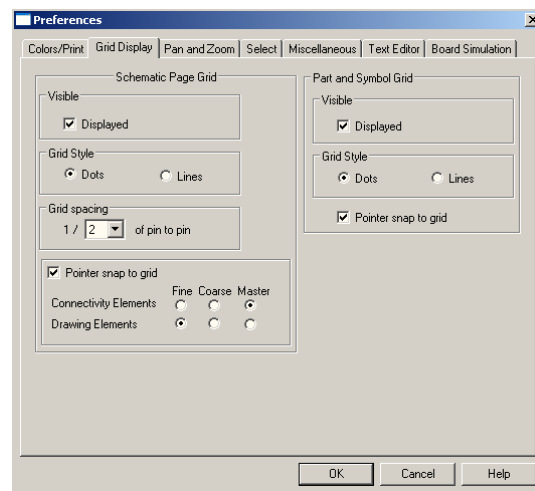 Preferences
Colors/Print Grid Display Pan and Zoom Select Miscellaneous Text Editor Board Simulation
Schematic Page Grid
Visible
Displayed
Grid Style
Dots Lines
Grid spacing
1 / 2 of pin to pin
Pointer snap to grid
Fine Coarse Master
Connectivity Elements
Drawing Elements
Part and Symbol Grid
Visible
Displayed
Grid Style
Dots Lines
Pointer snap to grid
OK Cancel Help